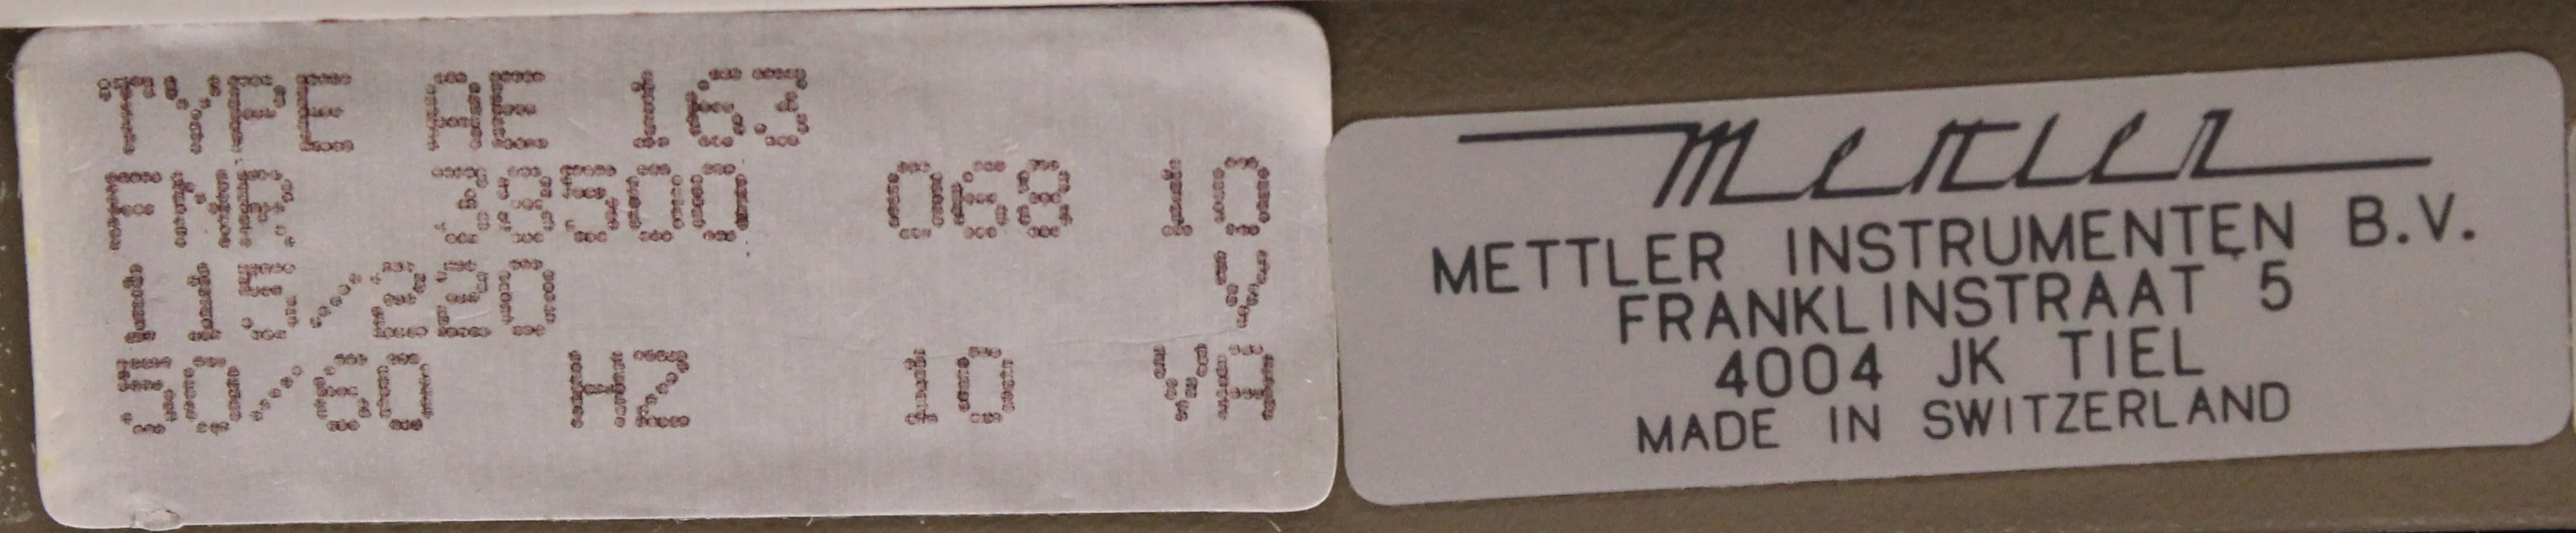 TYPE AE 163
FNR 38500 068 10
115/220 V
50/60 HZ 10 VA
Mettler
METTLER INSTRUMENTEN B.V.
FRANKLINSTRAAT 5
4004 JK TIEL
MADE IN SWITZERLAND